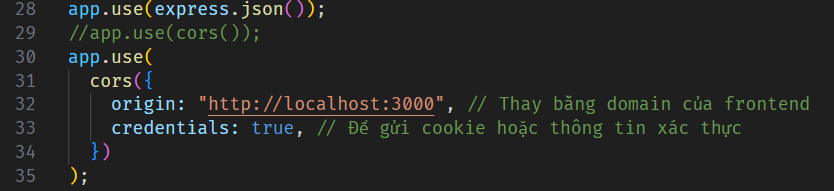 28 app.use(express.json());
29 //app.use(cors());
30 app.use(
31 cors({
32 origin: "http://localhost:3000", // Thay bằng domain của frontend
33 credentials: true, // Để gửi cookie hoặc thông tin xác thực
34 })
35 );